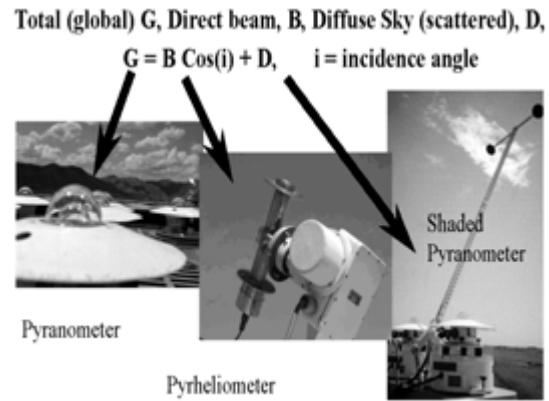 Total (global) G, Direct beam, B, Diffuse Sky (scattered), D,
G = B Cos(i) + D, i = incidence angle
Shaded
Pyranometer
Pyranometer
Pyrheliometer